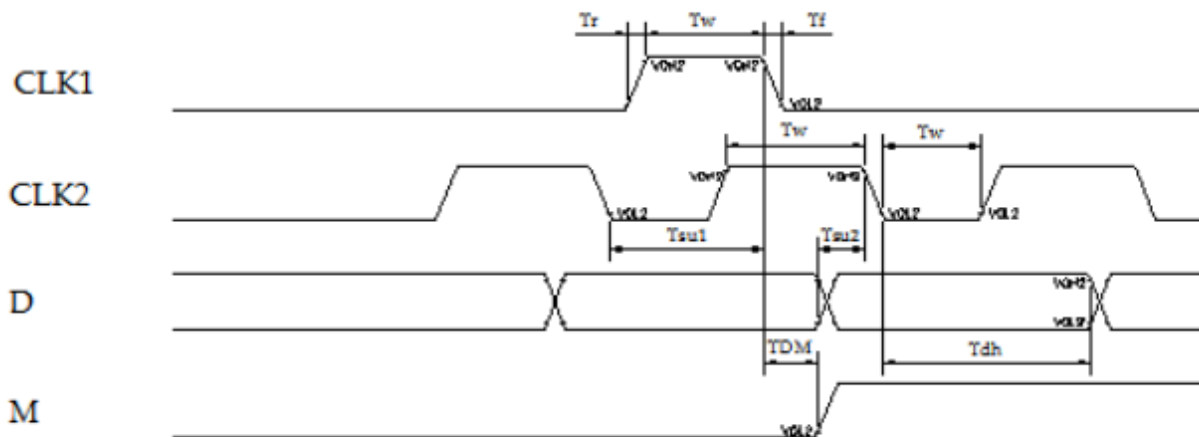 Tr Tw Tf
CLK1
VOH2 VOH2
VOL2
Tw Tw
CLK2
VOH2 VOH2
VOL2 VOL2 VOL2
Tsu1 Tsu2
D
VOH2
VOL2
TDM Tdh
M
VOL2